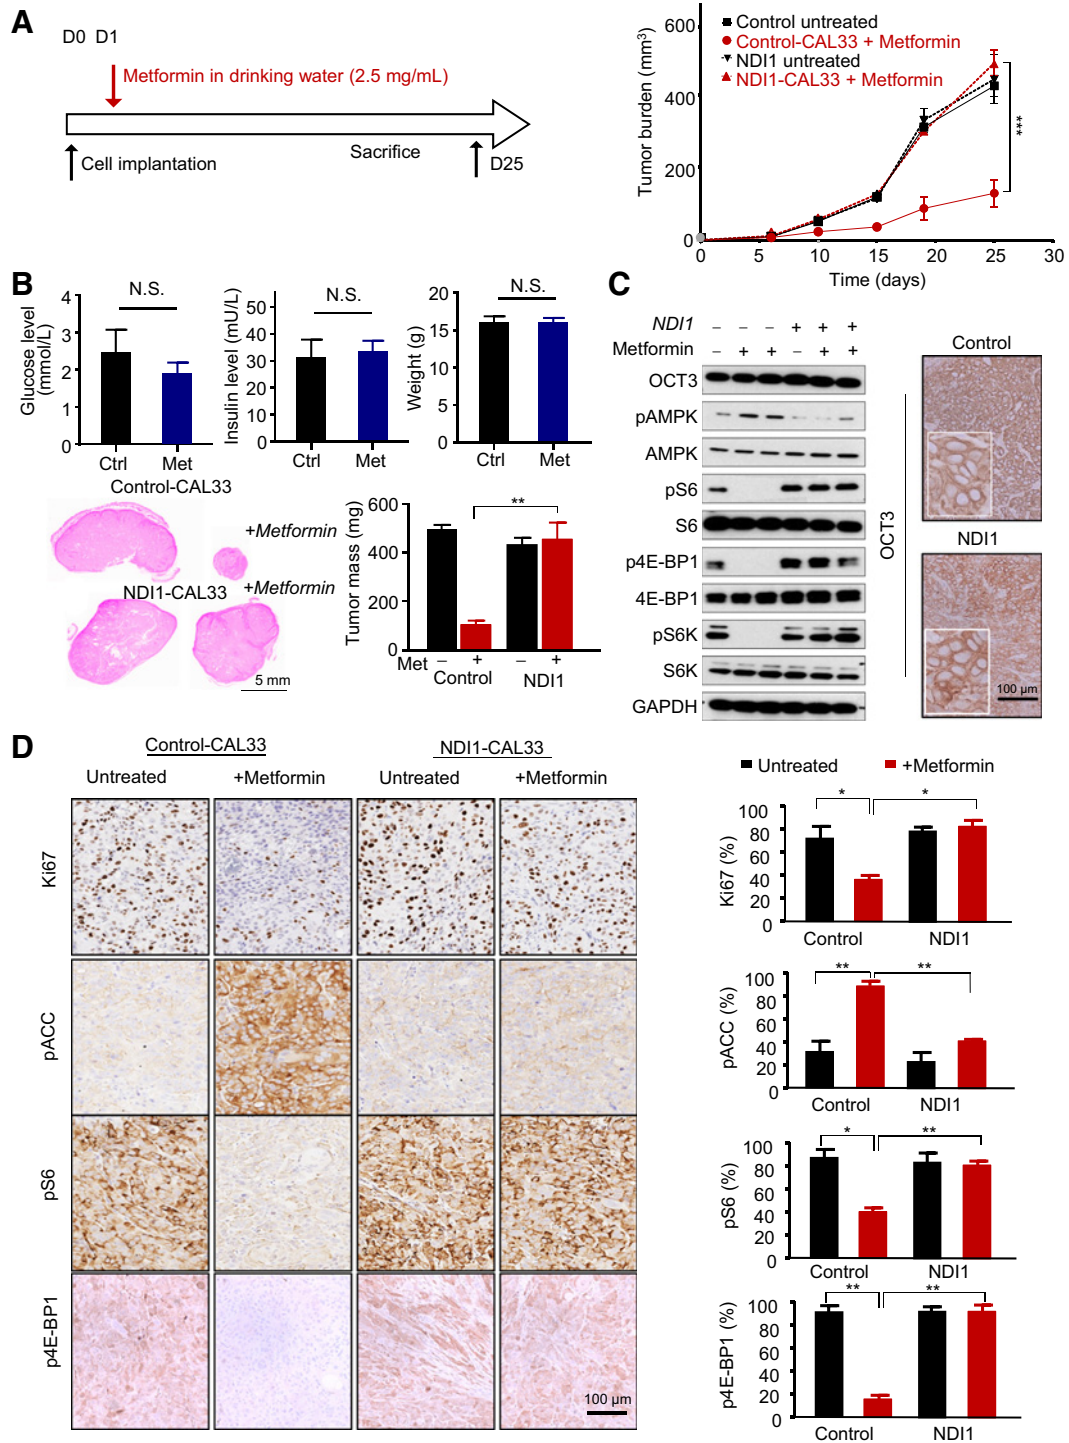 A
D0 D1
Metformin in drinking water (2.5 mg/mL)
Cell implantation
Sacrifice
D25
Tumor burden (mm3)
600
400
200
0
Control untreated
Control-CAL33 + Metformin
NDI1 untreated
NDI1-CAL33 + Metformin
***
0 5 10 15 20 25 30
Time (days)
B
Glucose level
(mmol/L)
4
3
2
1
0
N.S.
Ctrl Met
Insulin level (mU/L)
50
40
30
20
10
0
N.S.
Ctrl Met
Weight (g)
20
15
10
5
0
N.S.
Ctrl Met
Control-CAL33
+Metformin
NDI1-CAL33
+Metformin
5 mm
Tumor mass (mg)
600
400
200
0
**
Met – + – +
Control NDI1
C
NDI1 – – – + + +
Metformin – + + – + +
OCT3
pAMPK
AMPK
pS6
S6
p4E-BP1
4E-BP1
pS6K
S6K
GAPDH
OCT3
Control
NDI1
100 µm
D
Control-CAL33
NDI1-CAL33
Untreated +Metformin Untreated +Metformin
Ki67
pACC
pS6
p4E-BP1
100 µm
Untreated +Metformin
Ki67 (%)
100
80
60
40
20
0
* *
Control NDI1
pACC (%)
100
80
60
40
20
0
** **
Control NDI1
pS6 (%)
100
80
60
40
20
0
* **
Control NDI1
p4E-BP1 (%)
100
80
60
40
20
0
** **
Control NDI1